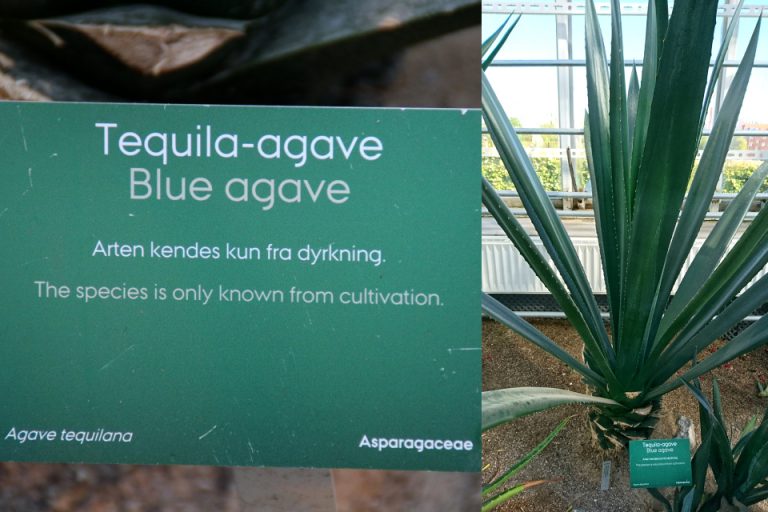 Tequila-agave
Blue agave
Arten kendes kun fra dyrkning.
The species is only known from cultivation.
Agave tequilana
Asparagaceae
Tequila-agave
Blue agave